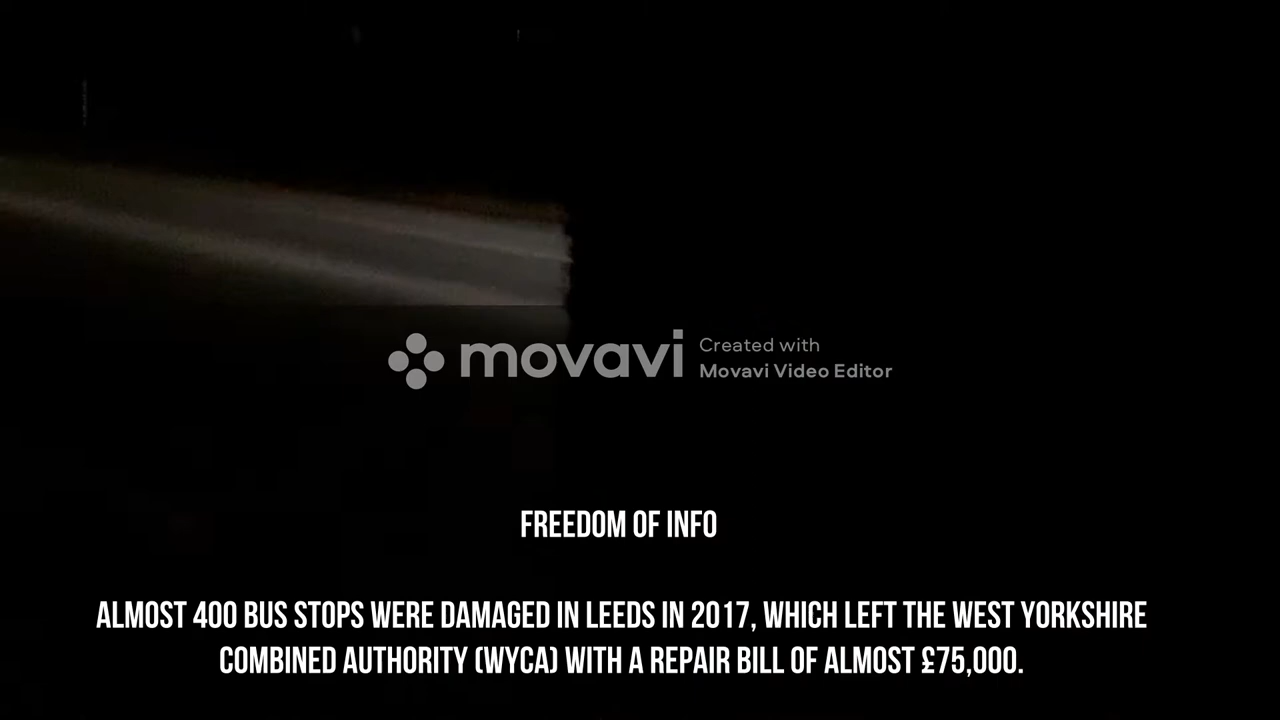 movavi
Created with
Movavi Video Editor
FREEDOM OF INFO
ALMOST 400 BUS STOPS WERE DAMAGED IN LEEDS IN 2017, WHICH LEFT THE WEST YORKSHIRE
COMBINED AUTHORITY (WYCA) WITH A REPAIR BILL OF ALMOST £75,000.